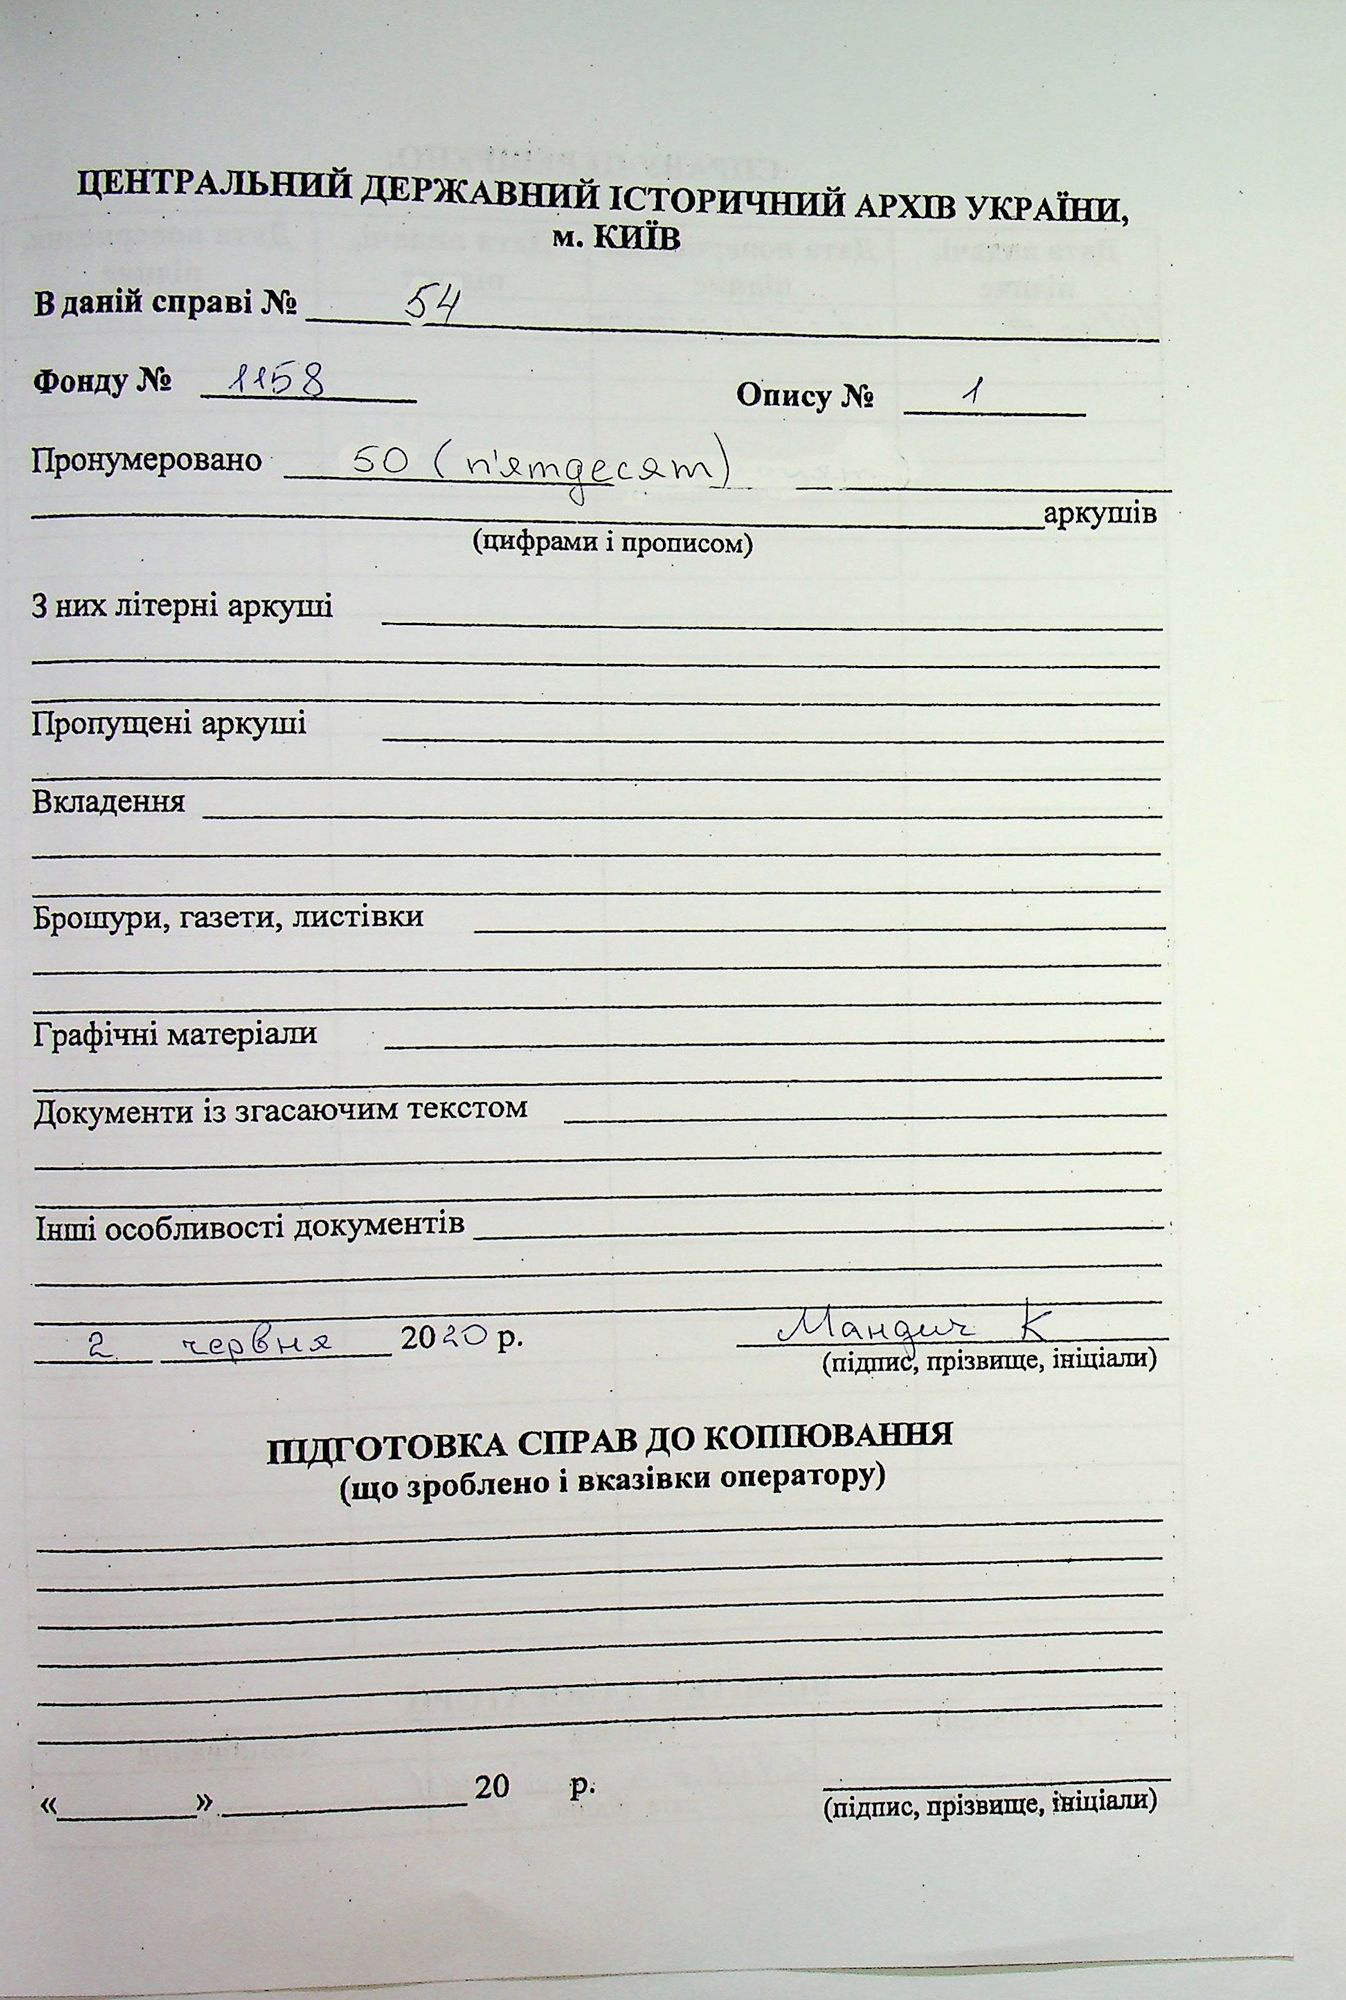 ЦЕНТРАЛЬНИЙ ДЕРЖАВНИЙ ІСТОРИЧНИЙ АРХІВ УКРАЇНИ,
м. КИЇВ
В даній справі № 54
Фонду № 1158 Опису № 1
Пронумеровано 50 (п'ятдесят)
аркушів
(цифрами і прописом)
З них літерні аркуші
Пропущені аркуші
Вкладення
Брошури, газети, листівки
Графічні матеріали
Документи із згасаючим текстом
Інші особливості документів
2 червня 2020 р. Мандич К
(підпис, прізвище, ініціали)
ПІДГОТОВКА СПРАВ ДО КОПІЮВАННЯ
(що зроблено і вказівки оператору)
«________» ______________ 20 р.
(підпис, прізвище, ініціали)